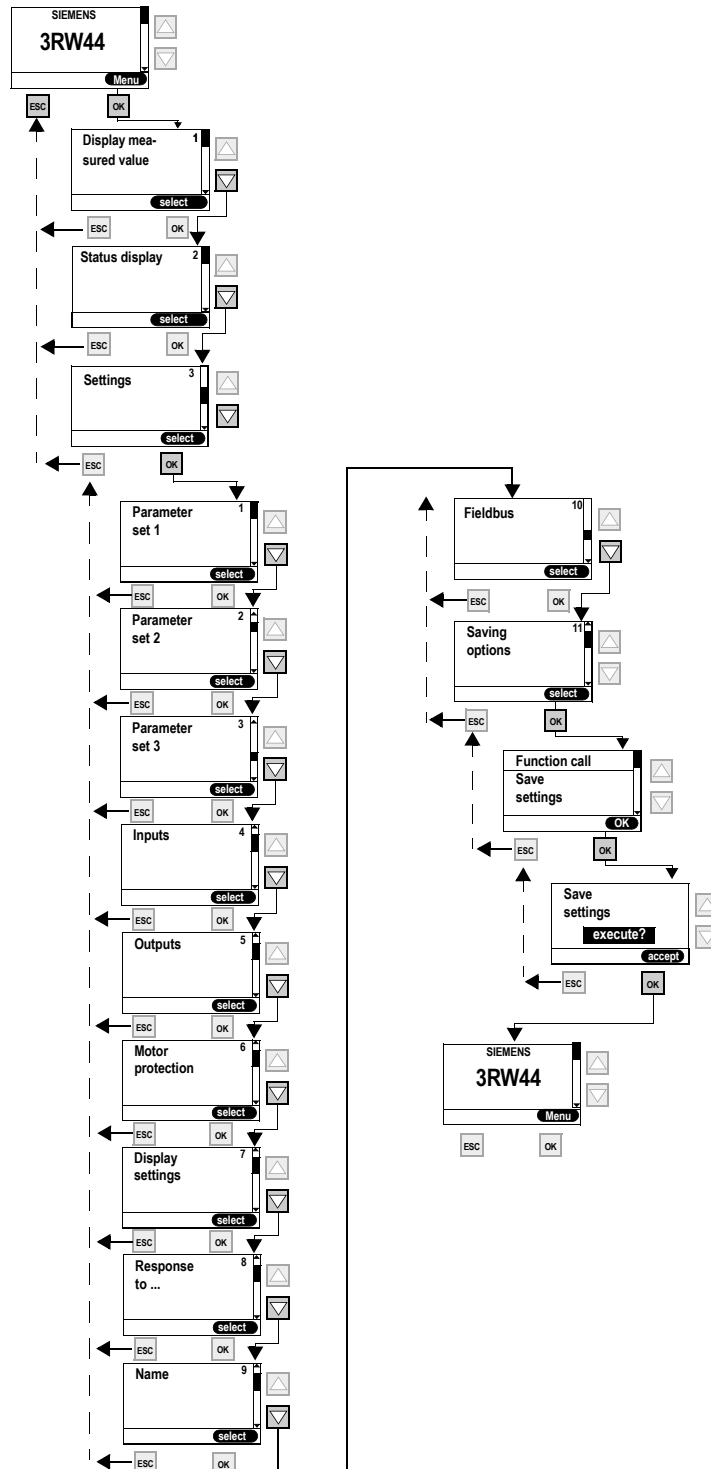 SIEMENS
3RW44
Menu
ESC
OK
Display mea-
sured value
1
select
ESC
OK
Status display
2
select
ESC
OK
Settings
3
select
ESC
OK
Parameter
set 1
1
select
ESC
OK
Parameter
set 2
2
select
ESC
OK
Parameter
set 3
3
select
ESC
OK
Inputs
4
select
ESC
OK
Outputs
5
select
ESC
OK
Motor
protection
6
select
ESC
OK
Display
settings
7
select
ESC
OK
Response
to ...
8
select
ESC
OK
Name
9
select
ESC
OK
Fieldbus
10
select
ESC
OK
Saving
options
11
select
ESC
OK
Function call
Save
settings
OK
ESC
OK
Save
settings
execute?
accept
ESC
OK
SIEMENS
3RW44
Menu
ESC
OK